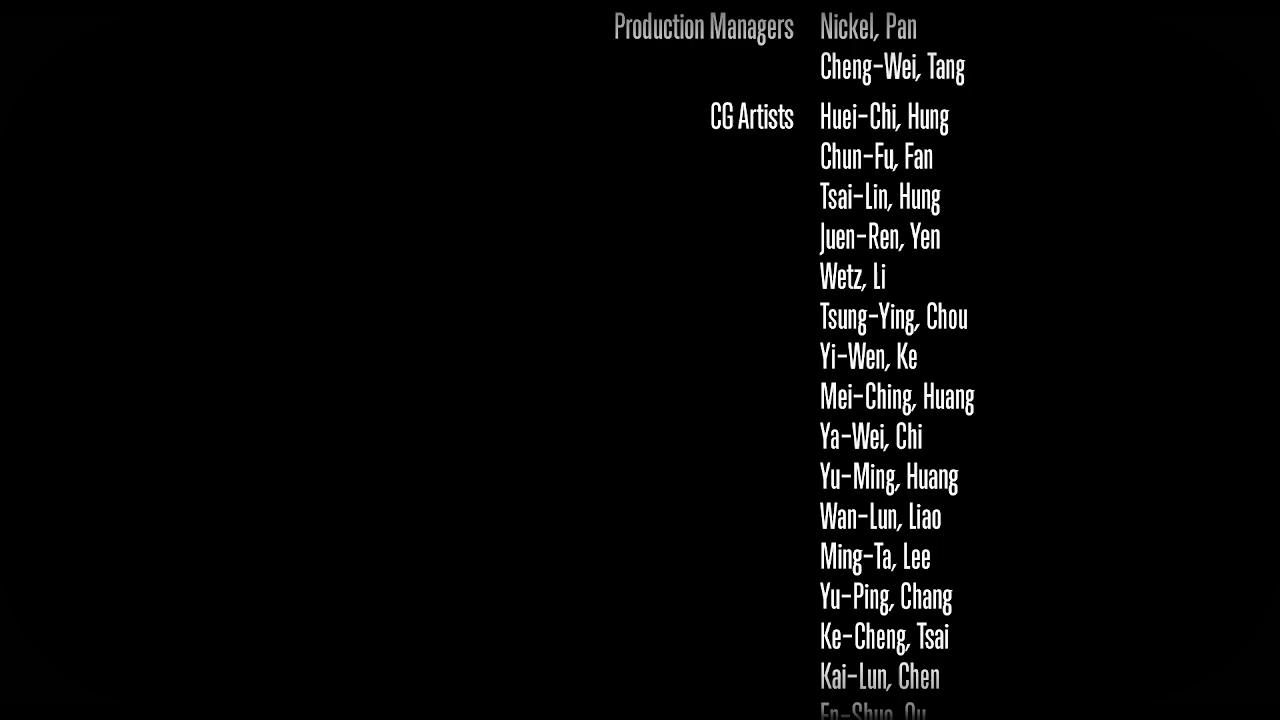 Production Managers Nickel, Pan
Cheng-Wei, Tang
CG Artists Huei-Chi, Hung
Chun-Fu, Fan
Tsai-Lin, Hung
Juen-Ren, Yen
Wetz, Li
Tsung-Ying, Chou
Yi-Wen, Ke
Mei-Ching, Huang
Ya-Wei, Chi
Yu-Ming, Huang
Wan-Lun, Liao
Ming-Ta, Lee
Yu-Ping, Chang
Ke-Cheng, Tsai
Kai-Lun, Chen